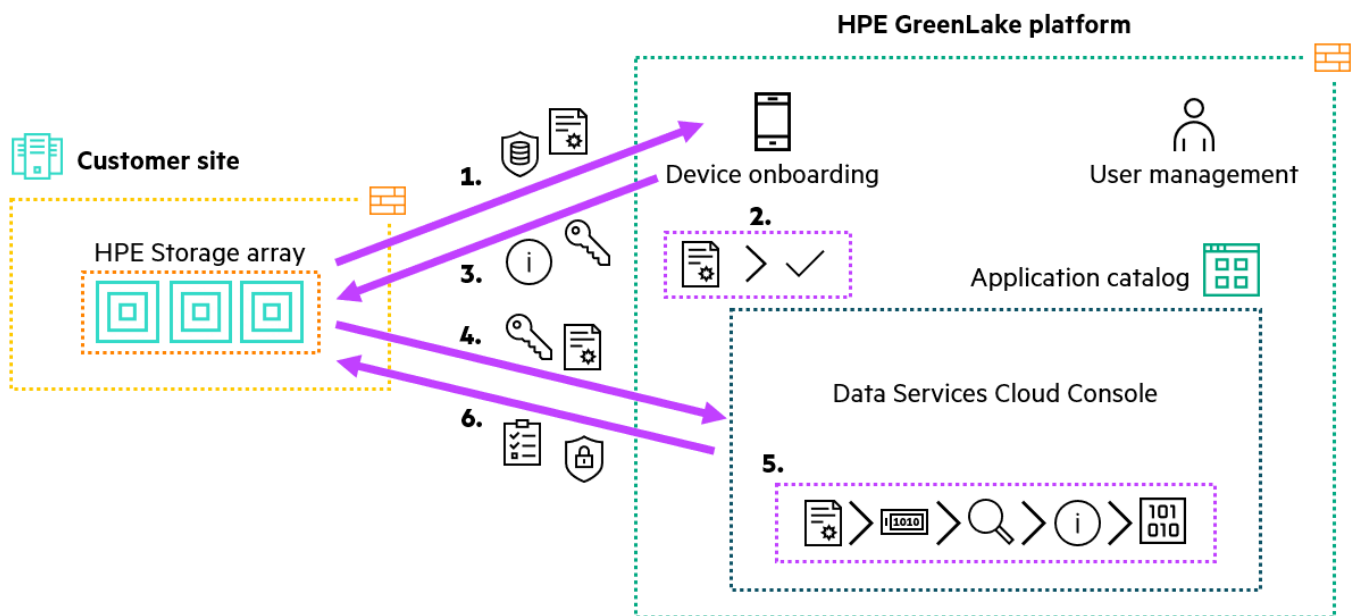 HPE GreenLake platform
Customer site
1.
Device onboarding
User management
2.
HPE Storage array
3.
i
Application catalog
4.
Data Services Cloud Console
6.
5.
1010
i
101
010